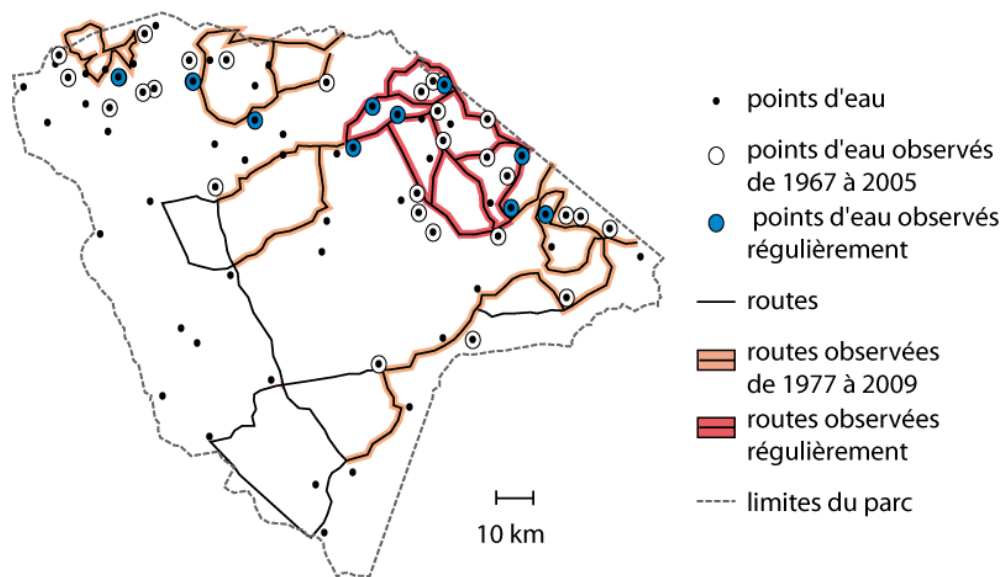 points d'eau
points d'eau observés
de 1967 à 2005
points d'eau observés
régulièrement
routes
routes observées
de 1977 à 2009
routes observées
régulièrement
limites du parc
10 km